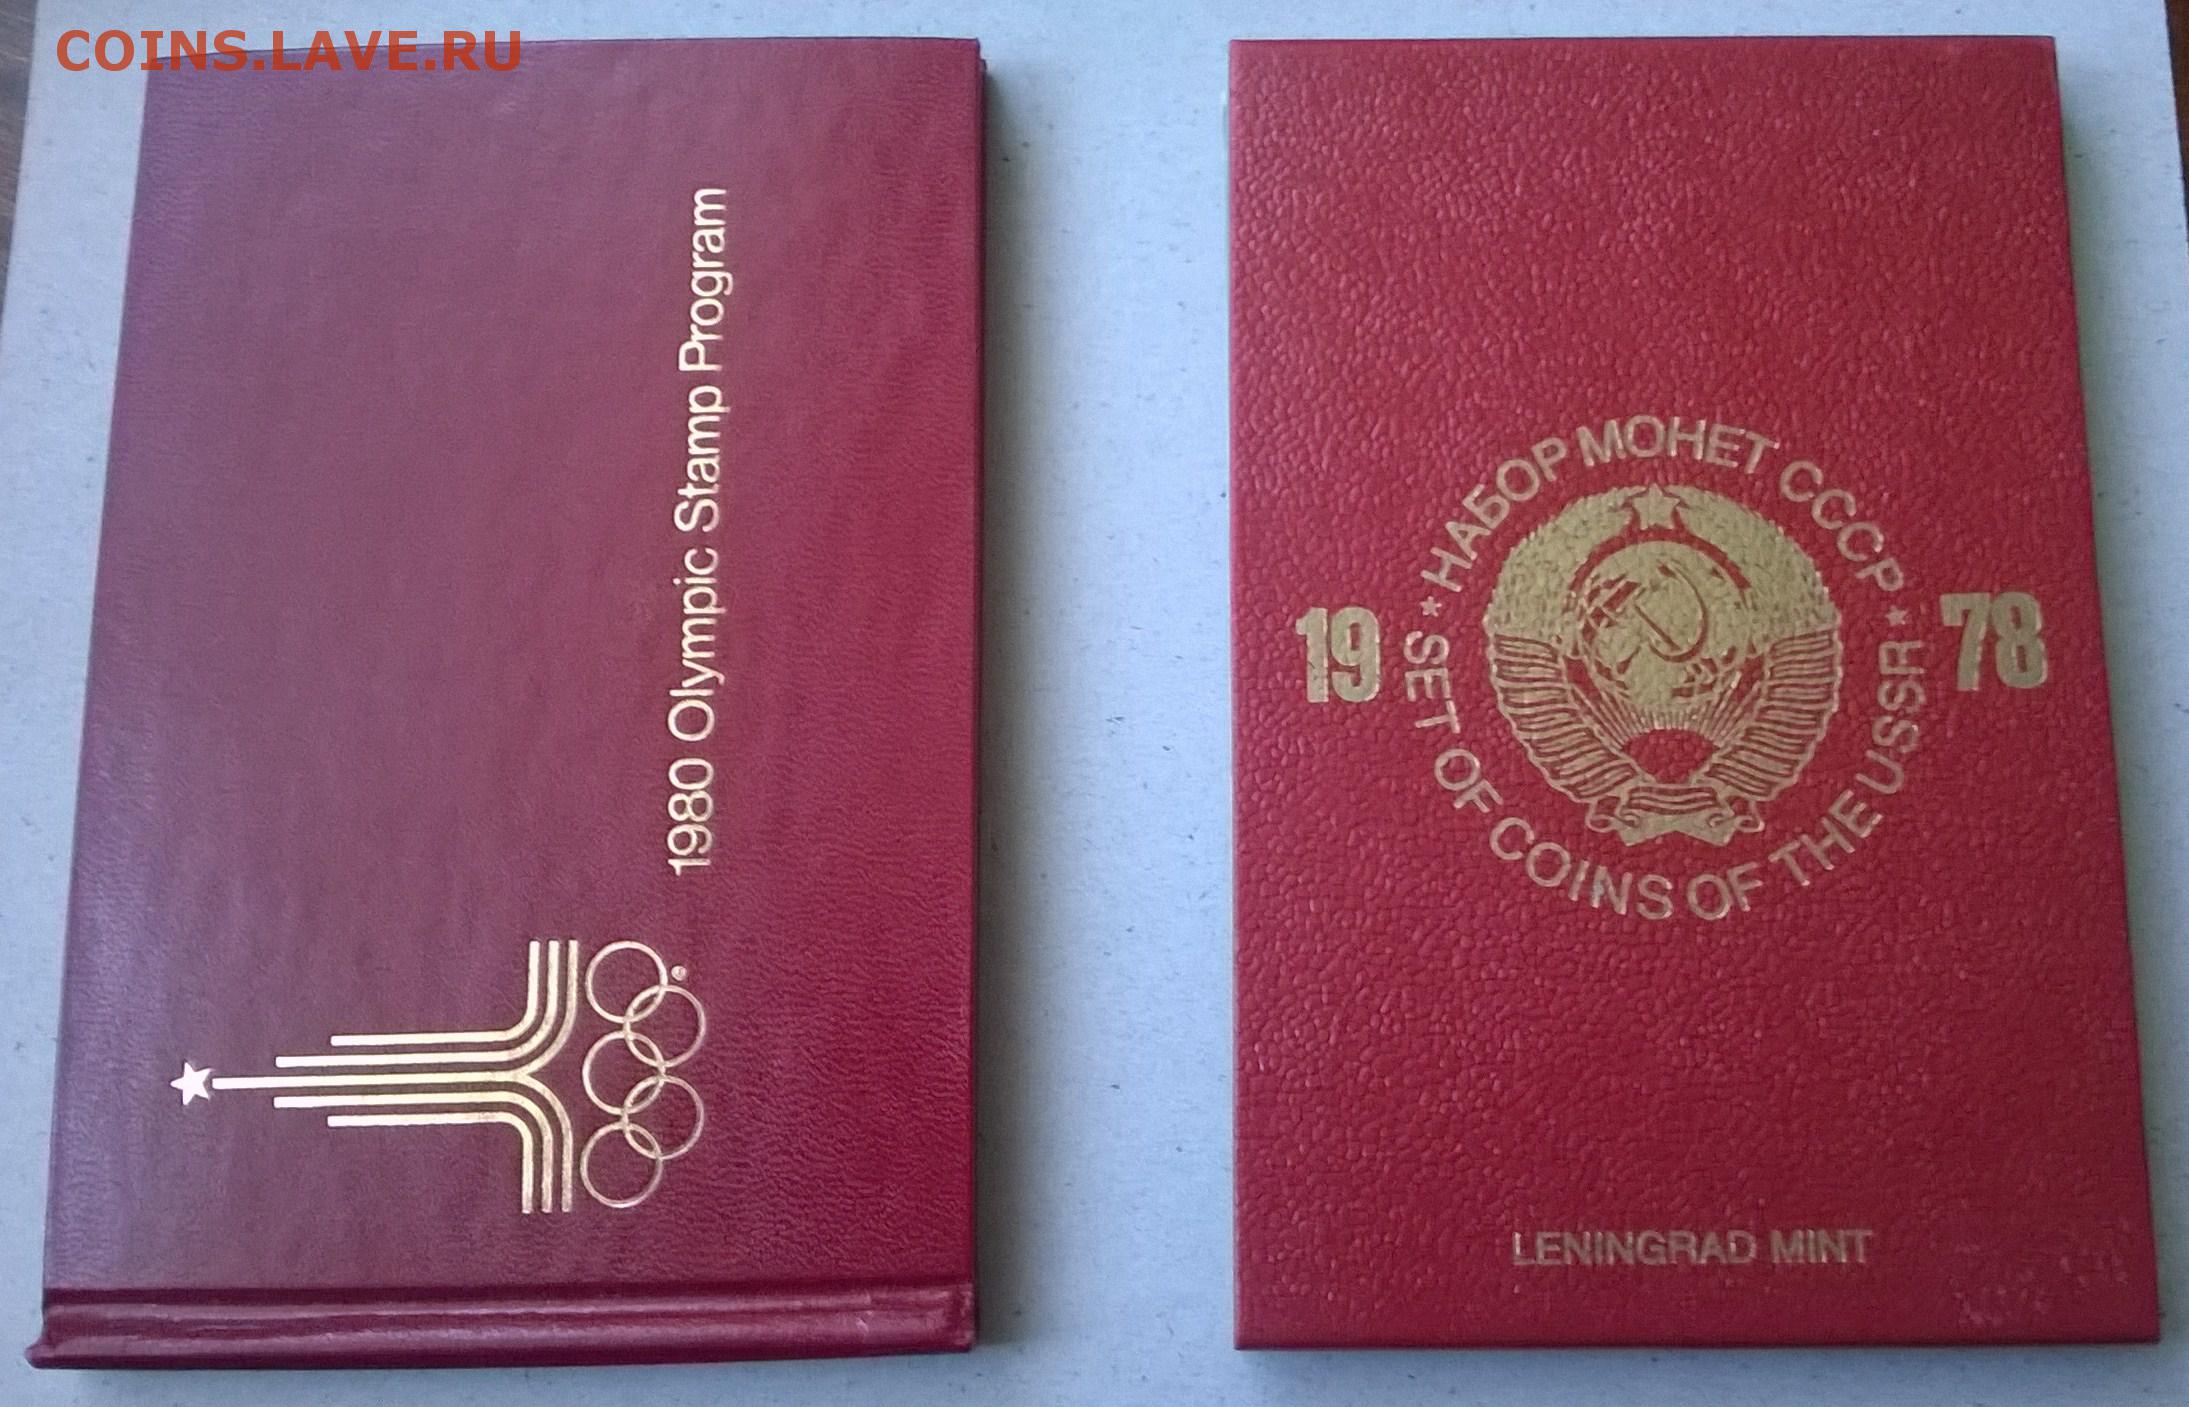 COINS.LAVE.RU
1980 Olympic Stamp Program
НАБОР МОНЕТ СССР
19 78
SET OF COINS OF THE USSR
LENINGRAD MINT